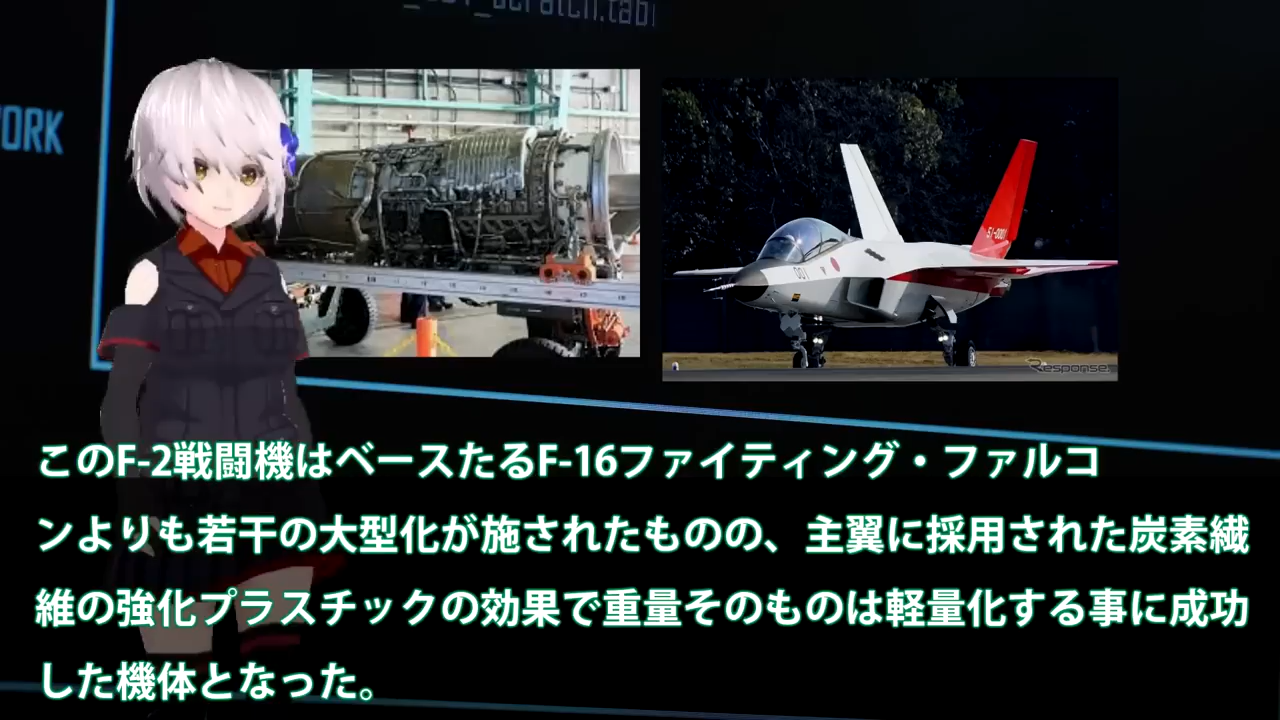 scratch.tab
ORK
001
51-0001
Response.
このF-2戦闘機はベースたるF-16ファイティング・ファルコ
ンよりも若干の大型化が施されたものの、主翼に採用された炭素繊
維の強化プラスチックの効果で重量そのものは軽量化する事に成功
した機体となった。